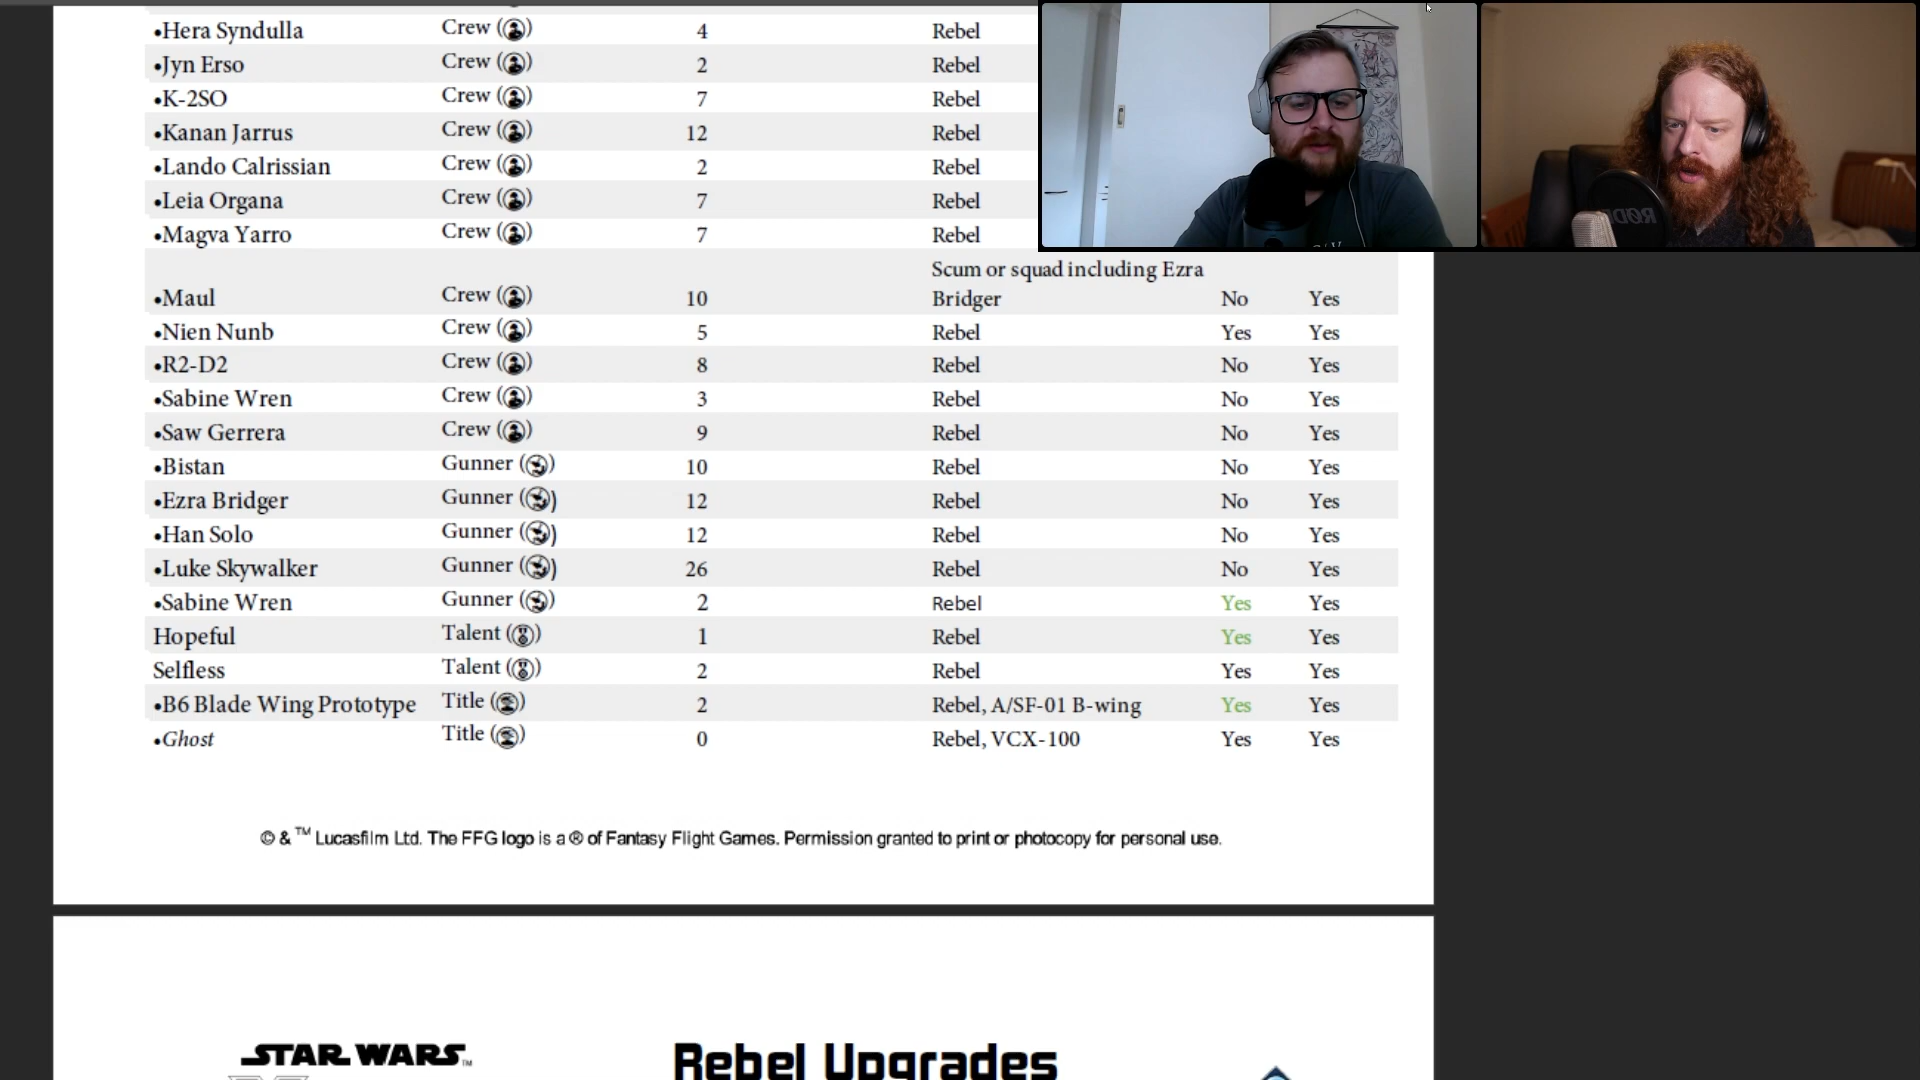 •Hera Syndulla Crew () 4 Rebel
•Jyn Erso Crew () 2 Rebel
•K-2SO Crew () 7 Rebel
•Kanan Jarrus Crew () 12 Rebel
•Lando Calrissian Crew () 2 Rebel
•Leia Organa Crew () 7 Rebel
•Magva Yarro Crew () 7 Rebel
Scum or squad including Ezra
•Maul Crew () 10 Bridger No Yes
•Nien Nunb Crew () 5 Rebel Yes Yes
•R2-D2 Crew () 8 Rebel No Yes
•Sabine Wren Crew () 3 Rebel No Yes
•Saw Gerrera Crew () 9 Rebel No Yes
•Bistan Gunner () 10 Rebel No Yes
•Ezra Bridger Gunner () 12 Rebel No Yes
•Han Solo Gunner () 12 Rebel No Yes
•Luke Skywalker Gunner () 26 Rebel No Yes
•Sabine Wren Gunner () 2 Rebel Yes Yes
Hopeful Talent () 1 Rebel Yes Yes
Selfless Talent () 2 Rebel Yes Yes
•B6 Blade Wing Prototype Title () 2 Rebel, A/SF-01 B-wing Yes Yes
•Ghost Title () 0 Rebel, VCX-100 Yes Yes
© & ™ Lucasfilm Ltd. The FFG logo is a ® of Fantasy Flight Games. Permission granted to print or photocopy for personal use.
STAR WARS™
Rebel Upgrades
RØDE